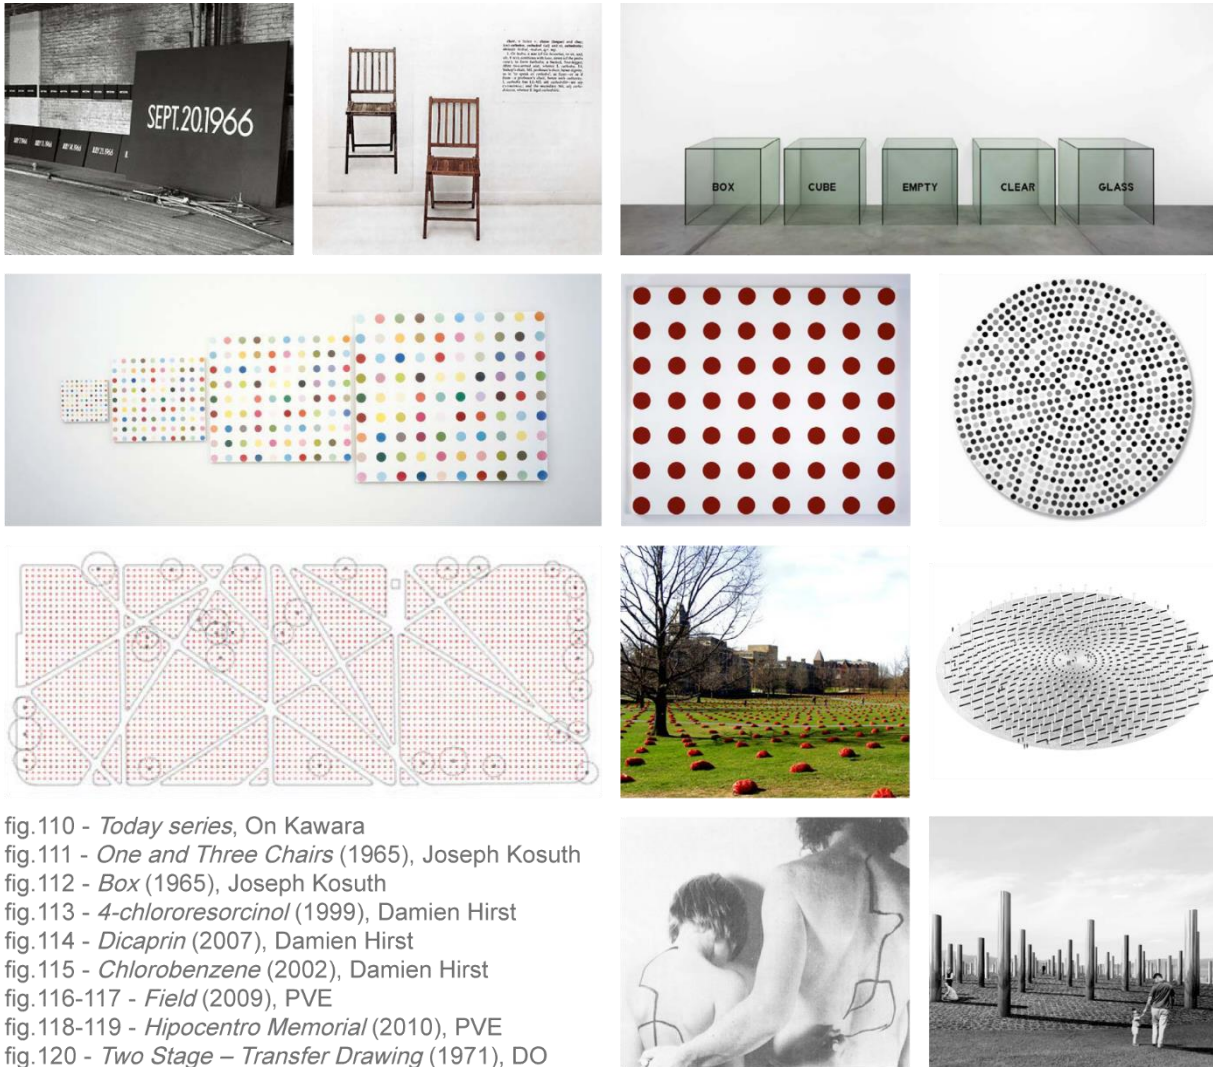 SEPT.20.1966
BOX
CUBE
EMPTY
CLEAR
GLASS
fig.110 - Today series, On Kawara
fig.111 - One and Three Chairs (1965), Joseph Kosuth
fig.112 - Box (1965), Joseph Kosuth
fig.113 - 4-chlororesorcinol (1999), Damien Hirst
fig.114 - Dicaprin (2007), Damien Hirst
fig.115 - Chlorobenzene (2002), Damien Hirst
fig.116-117 - Field (2009), PVE
fig.118-119 - Hipocentro Memorial (2010), PVE
fig.120 - Two Stage – Transfer Drawing (1971), DO